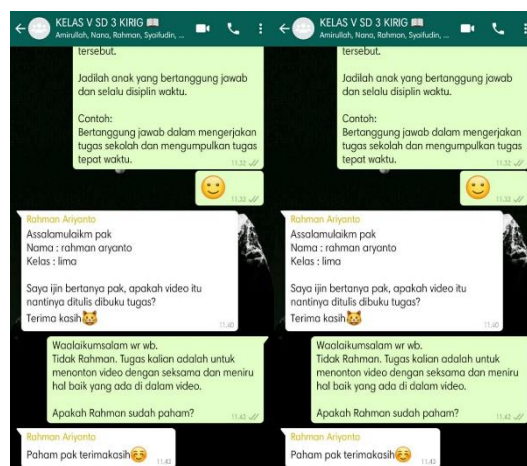 KELAS V SD 3 KIRIG 📖
Amirullah, Nana, Rohman, Syaifudin, ...
tersebut.
Jadilah anak yang bertanggung jawab
dan selalu disiplin waktu.
Contoh:
Bertanggung jawab dalam mengerjakan
tugas sekolah dan mengumpulkan tugas
tepat waktu.
11.32
🙂
11.32
Rohman Ariyanto
Assalamulaikm pak
Nama : rahman aryanto
Kelas : lima
Saya ijin bertanya pak, apakah video itu
nantinya ditulis dibuku tugas?
Terima kasih😺
11.40
Waalaikumsalam wr wb.
Tidak Rahman. Tugas kalian adalah untuk
menonton video dengan seksama dan meniru
hal baik yang ada di dalam video.
Apakah Rahman sudah paham?
11.42
Rohman Ariyanto
Paham pak terimakasih☺️
11.43
KELAS V SD 3 KIRIG 📖
Amirullah, Nana, Rohman, Syaifudin, ...
tersebut.
Jadilah anak yang bertanggung jawab
dan selalu disiplin waktu.
Contoh:
Bertanggung jawab dalam mengerjakan
tugas sekolah dan mengumpulkan tugas
tepat waktu.
11.32
🙂
11.32
Rohman Ariyanto
Assalamulaikm pak
Nama : rahman aryanto
Kelas : lima
Saya ijin bertanya pak, apakah video itu
nantinya ditulis dibuku tugas?
Terima kasih😺
11.40
Waalaikumsalam wr wb.
Tidak Rahman. Tugas kalian adalah untuk
menonton video dengan seksama dan meniru
hal baik yang ada di dalam video.
Apakah Rahman sudah paham?
11.42
Rohman Ariyanto
Paham pak terimakasih☺️
11.43